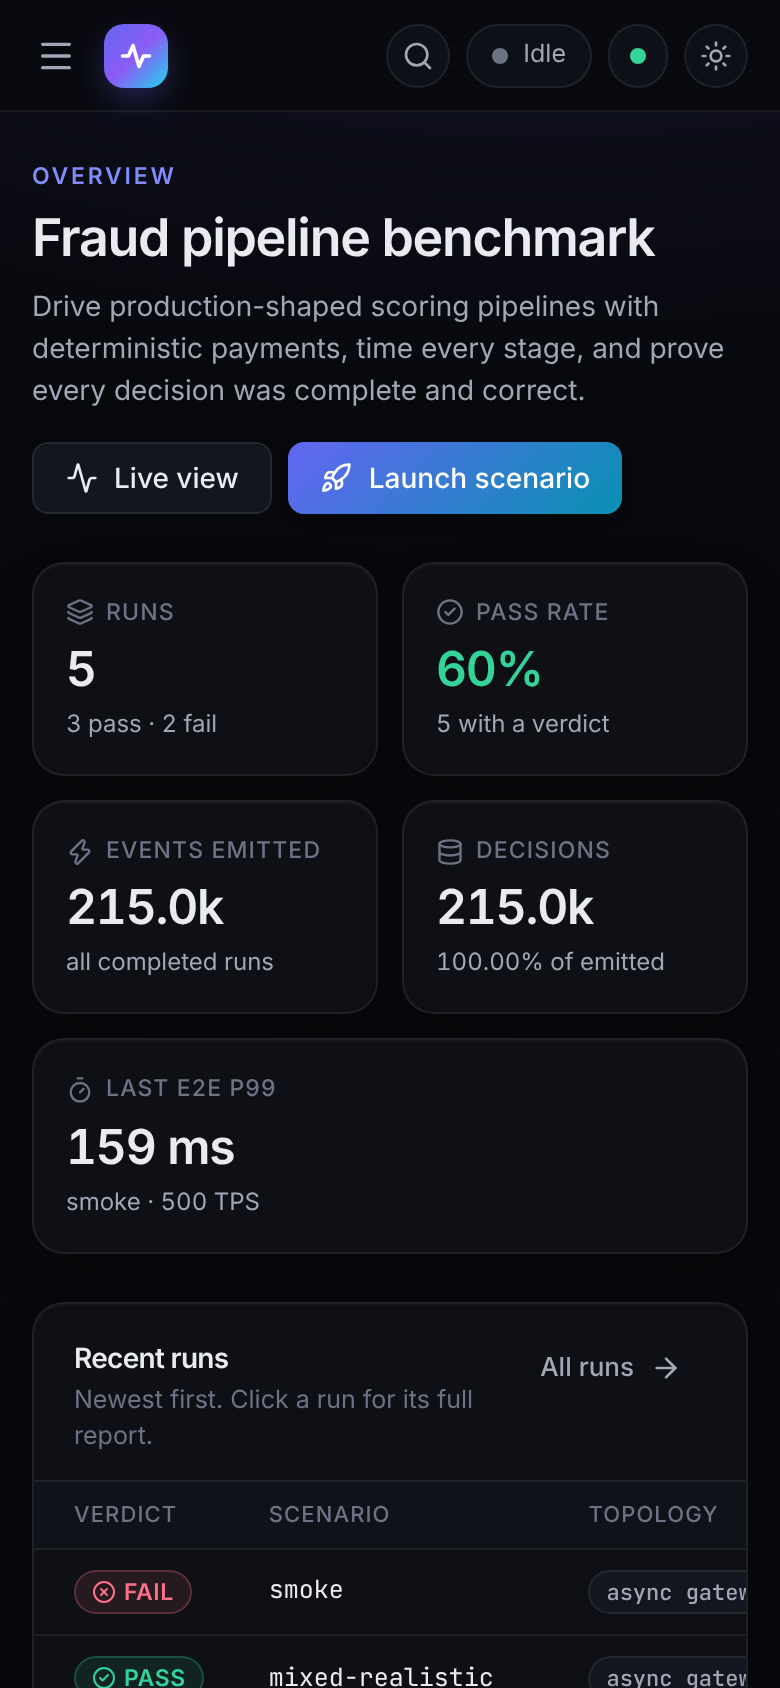 Idle
OVERVIEW
Fraud pipeline benchmark
Drive production-shaped scoring pipelines with
deterministic payments, time every stage, and prove
every decision was complete and correct.
Live view
Launch scenario
RUNS
5
3 pass · 2 fail
PASS RATE
60%
5 with a verdict
EVENTS EMITTED
215.0k
all completed runs
DECISIONS
215.0k
100.00% of emitted
LAST E2E P99
159 ms
smoke · 500 TPS
Recent runs
All runs
Newest first. Click a run for its full
report.
VERDICT SCENARIO TOPOLOGY
FAIL smoke async
PASS mixed-realistic async